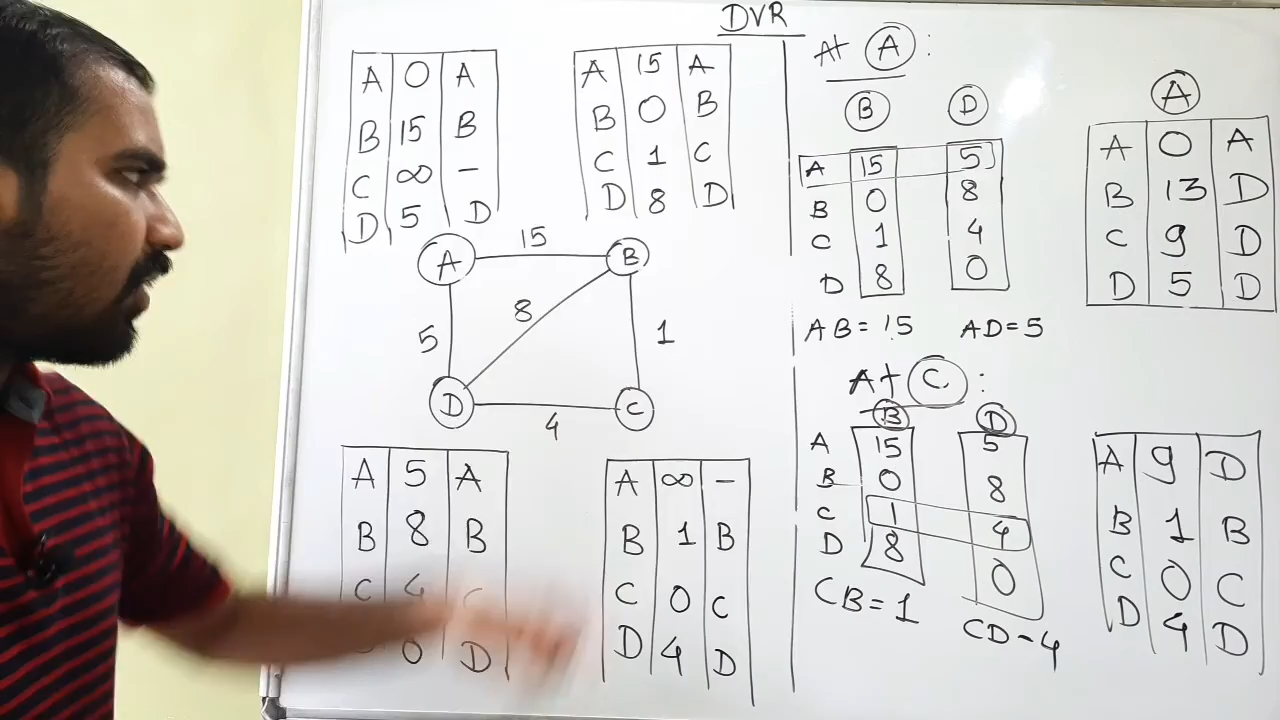 DVR
A 0 A
B 15 B
C ∞ -
D 5 D
A 15 A
B 0 B
C 1 C
D 8 D
A
15
B
8
5
1
D
4
C
A 5 A
B 8 B
C 4 C
0 D
A ∞ -
B 1 B
C 0 C
D 4 D
At A :
B D
A 15 5
B 0 8
C 1 4
D 8 0
AB = 15 AD = 5
A
A 0 A
B 13 D
C 9 D
D 5 D
At C :
B D
A 15 5
B 0 8
C 1 4
D 8 0
CB = 1 CD - 4
A 9 D
B 1 B
C 0 C
D 4 D